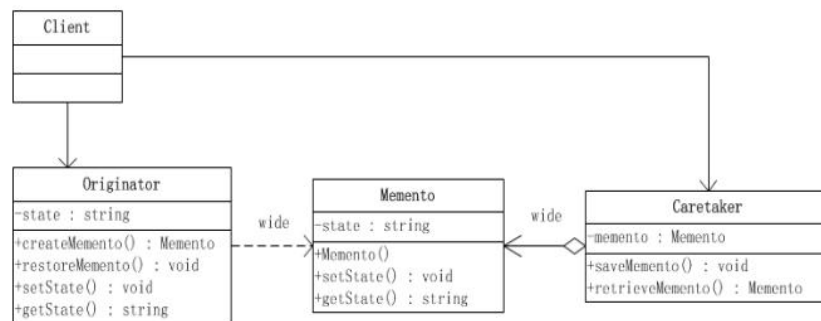 Client
Originator
-state : string
+createMemento() : Memento
+restoreMemento() : void
+setState() : void
+getState() : string
wide
Memento
-state : string
+Memento()
+setState() : void
+getState() : string
wide
Caretaker
-memento : Memento
+saveMemento() : void
+retrieveMemento() : Memento